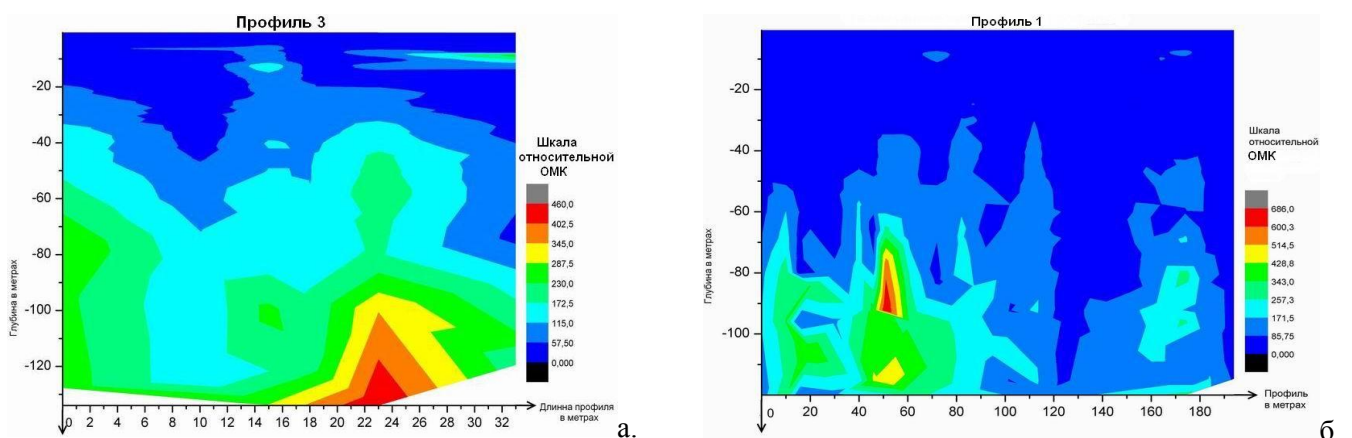 Профиль 3
-20
-40
-60
-80
-100
-120
Глубина в метрах
0 2 4 6 8 10 12 14 16 18 20 22 24 26 28 30 32
Длинна профиля
в метрах
Шкала
относительной
ОМК
460,0
402,5
345,0
287,5
230,0
172,5
115,0
57,50
0,000
а.
Профиль 1
-20
-40
-60
-80
-100
Глубина в метрах
0 20 40 60 80 100 120 140 160 180
Профиль
в метрах
Шкала
относительной
ОМК
686,0
600,3
514,5
428,8
343,0
257,3
171,5
85,75
0,000
б